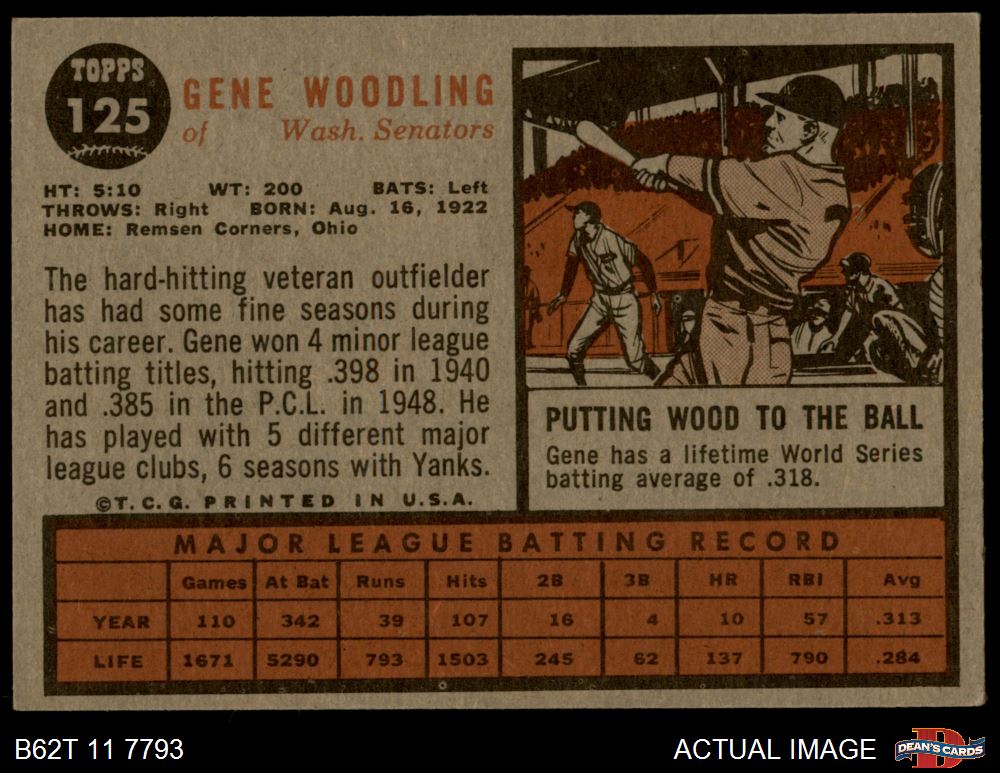 TOPPS
125
GENE WOODLING
of Wash. Senators
HT: 5:10 WT: 200 BATS: Left
THROWS: Right BORN: Aug. 16, 1922
HOME: Remsen Corners, Ohio
The hard-hitting veteran outfielder
has had some fine seasons during
his career. Gene won 4 minor league
batting titles, hitting .398 in 1940
and .385 in the P.C.L. in 1948. He
has played with 5 different major
league clubs, 6 seasons with Yanks.
©T.C.G. PRINTED IN U.S.A.
PUTTING WOOD TO THE BALL
Gene has a lifetime World Series
batting average of .318.
MAJOR LEAGUE BATTING RECORD
Games At Bat Runs Hits 2B 3B HR RBI Avg
YEAR 110 342 39 107 16 4 10 57 .313
LIFE 1671 5290 793 1503 245 62 137 790 .284
B62T 11 7793
ACTUAL IMAGE
DEAN'S CARDS